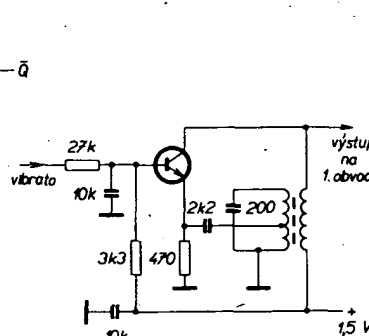 – Q̄
27k
vibrato
10k
výstup
na
1. obvod
2k2
200
3k3
470
+
1,5 V
10k